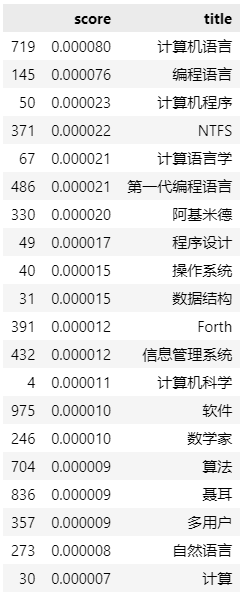 score title
719 0.000080 计算机语言
145 0.000076 编程语言
50 0.000023 计算机程序
371 0.000022 NTFS
67 0.000021 计算语言学
486 0.000021 第一代编程语言
330 0.000020 阿基米德
49 0.000017 程序设计
40 0.000015 操作系统
31 0.000015 数据结构
391 0.000012 Forth
432 0.000012 信息管理系统
4 0.000011 计算机科学
975 0.000010 软件
246 0.000010 数学家
704 0.000009 算法
836 0.000009 聂耳
357 0.000009 多用户
273 0.000008 自然语言
30 0.000007 计算